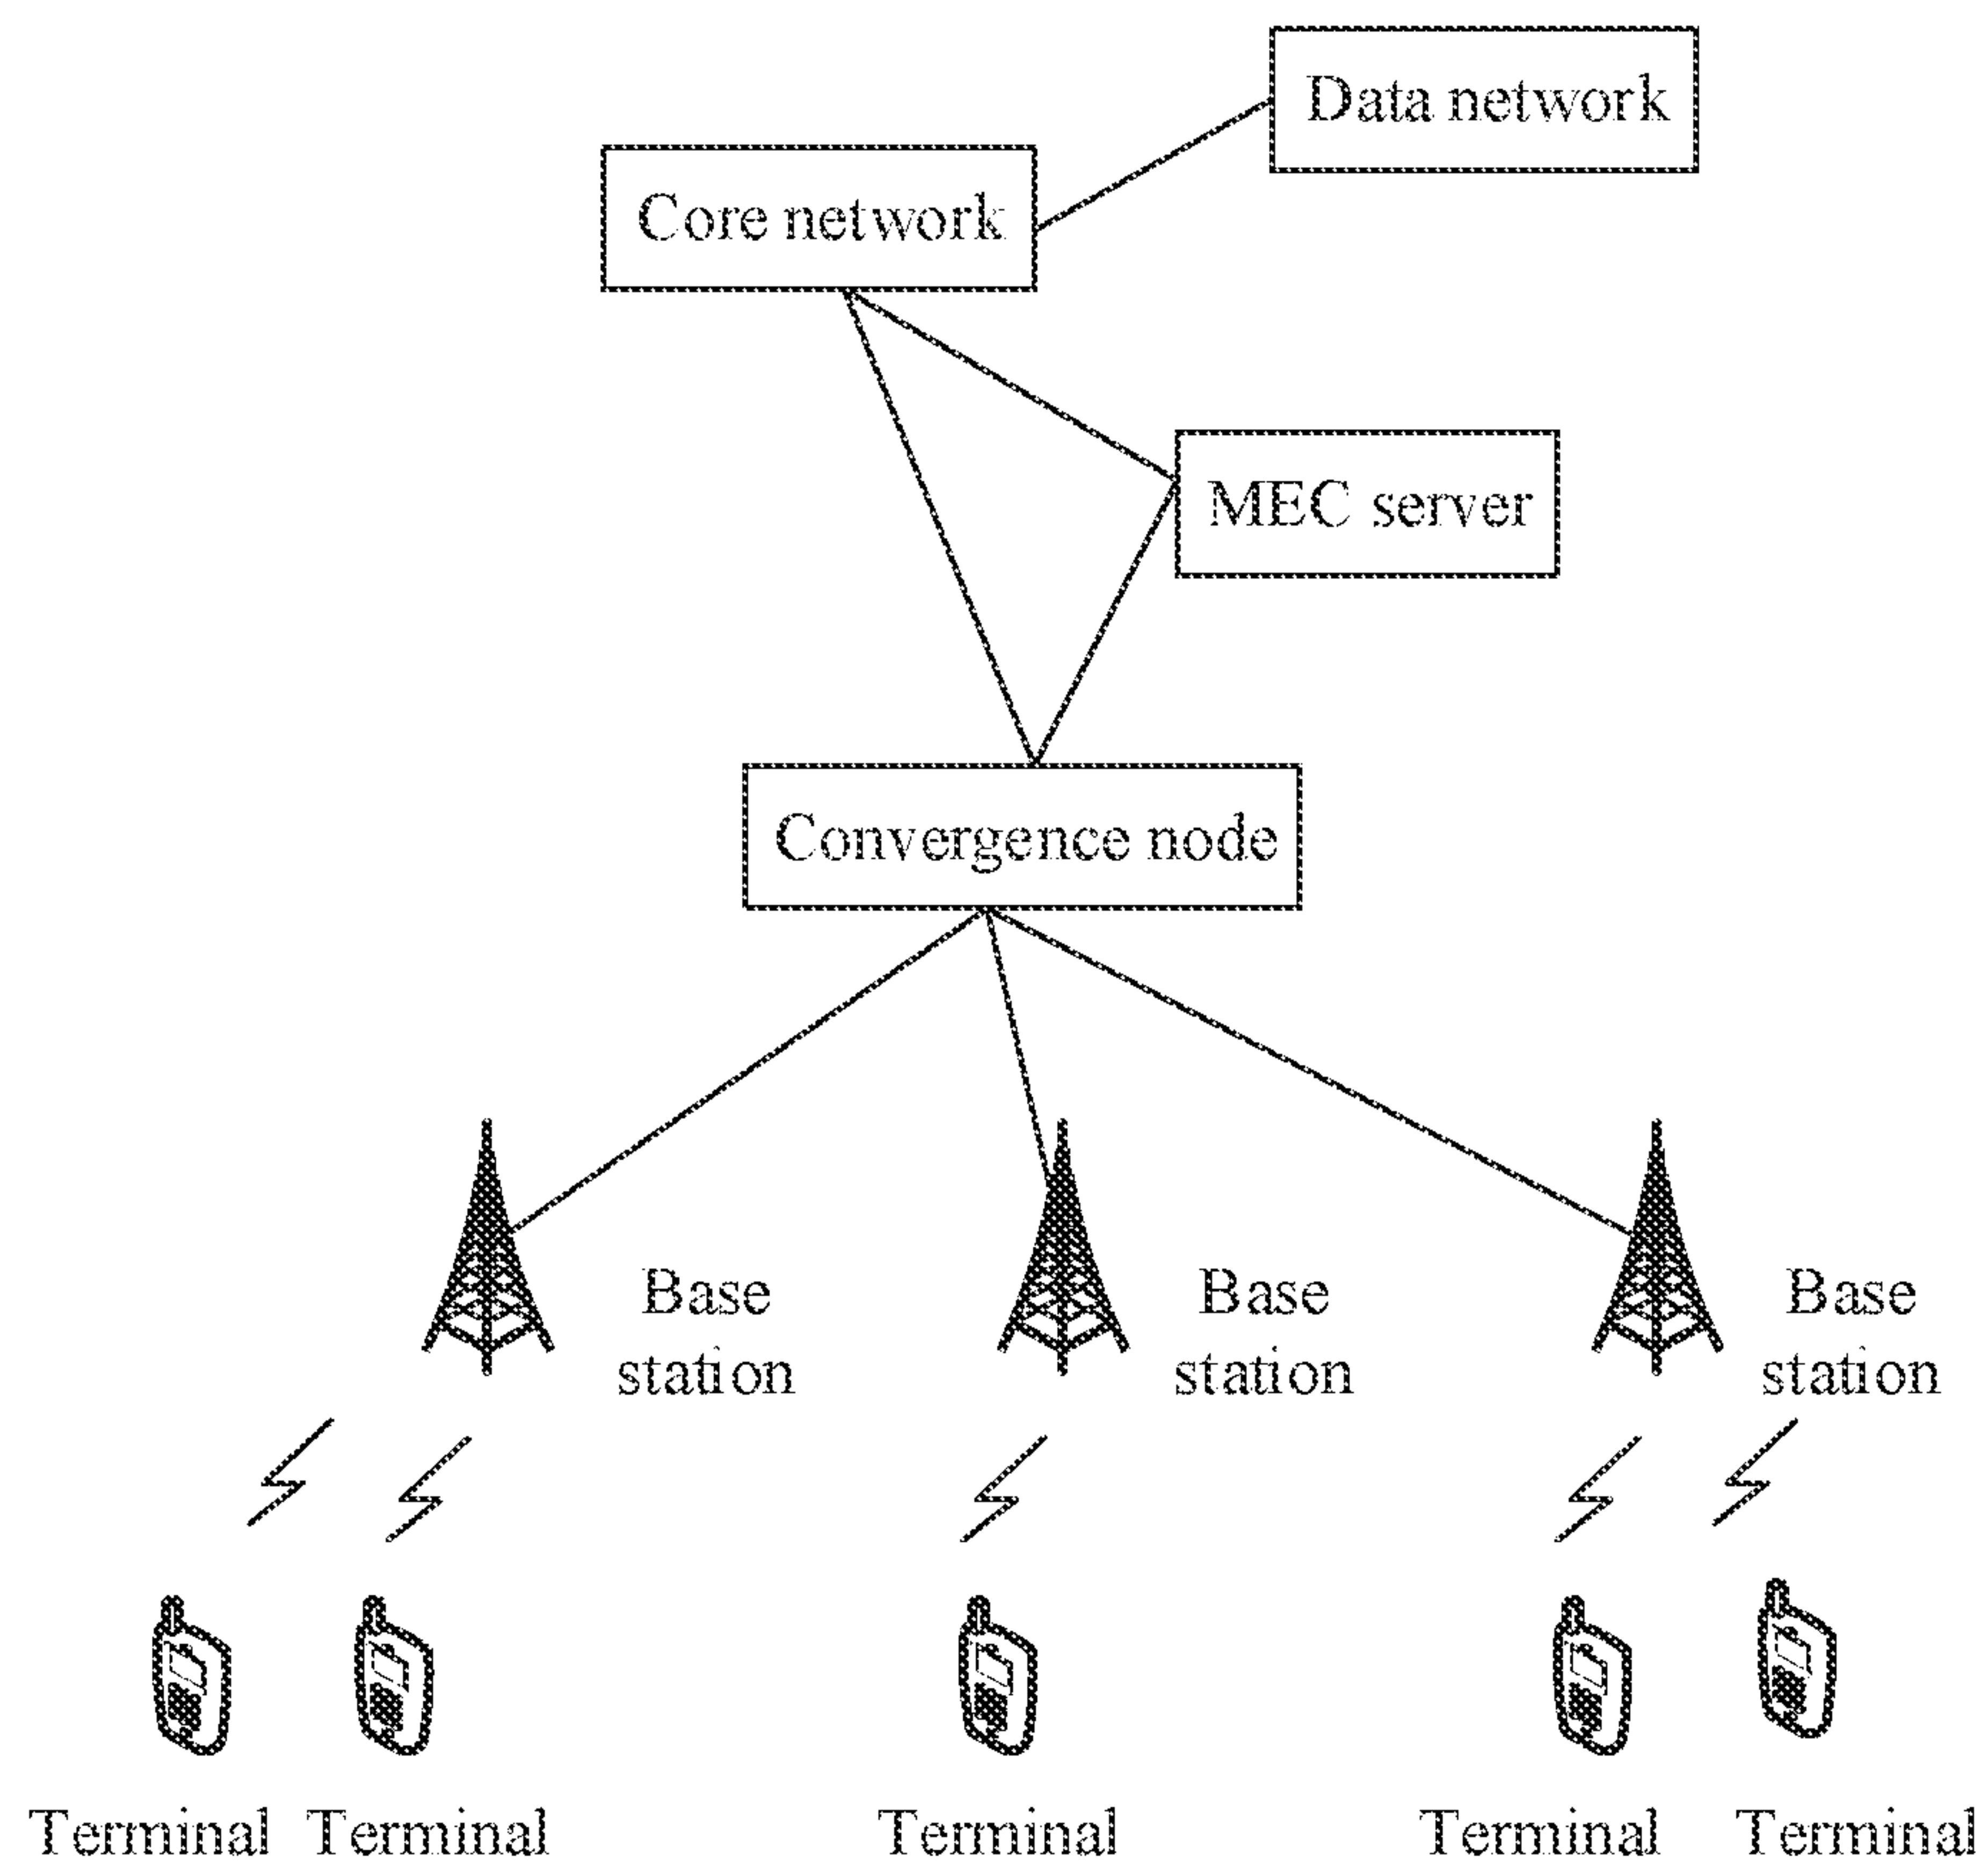 Data network
Core network
MEC server
Convergence node
Base
station
Base
station
Base
station
Terminal
Terminal
Terminal
Terminal
Terminal